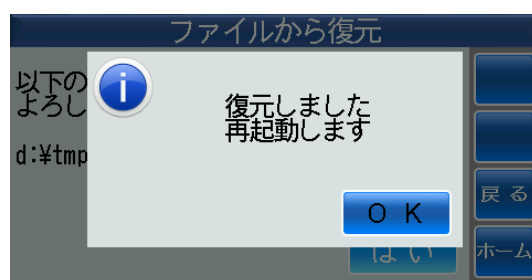 ファイルから復元
以下の
よろし
d:¥tmp
復元しました
再起動します
OK
戻る
はい
ホーム